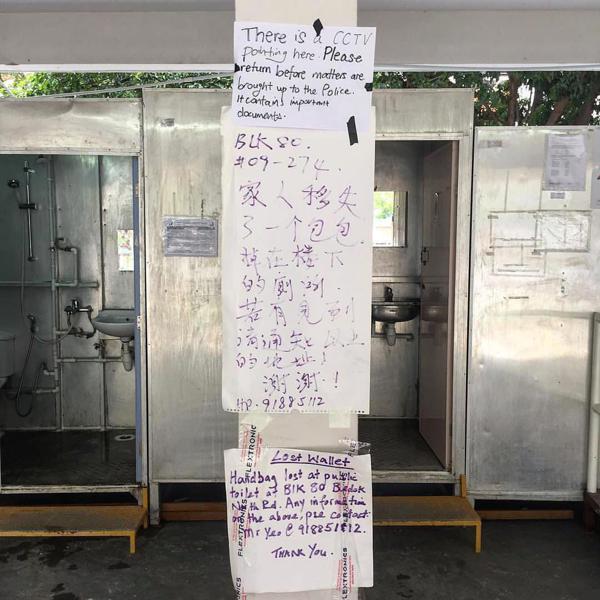 There is a CCTV
pointing here. Please
return before matters are
brought up to the Police.
It contains important
documents.
BLK 80.
#09-274.
家人移失
了一个包包
掉在楼下
的厕所.
若有見到
请通知以上
的地址!
谢谢!
HP. 91885112
Lost Wallet
Handbag lost at public
toilet at Blk 80 Bedok
North Rd. Any information
on the above, pse contact
Mr Yeo @ 91885112.
THANK YOU.
FLEXTRONIC
FLEXTRONICS
FLEXTRONICS